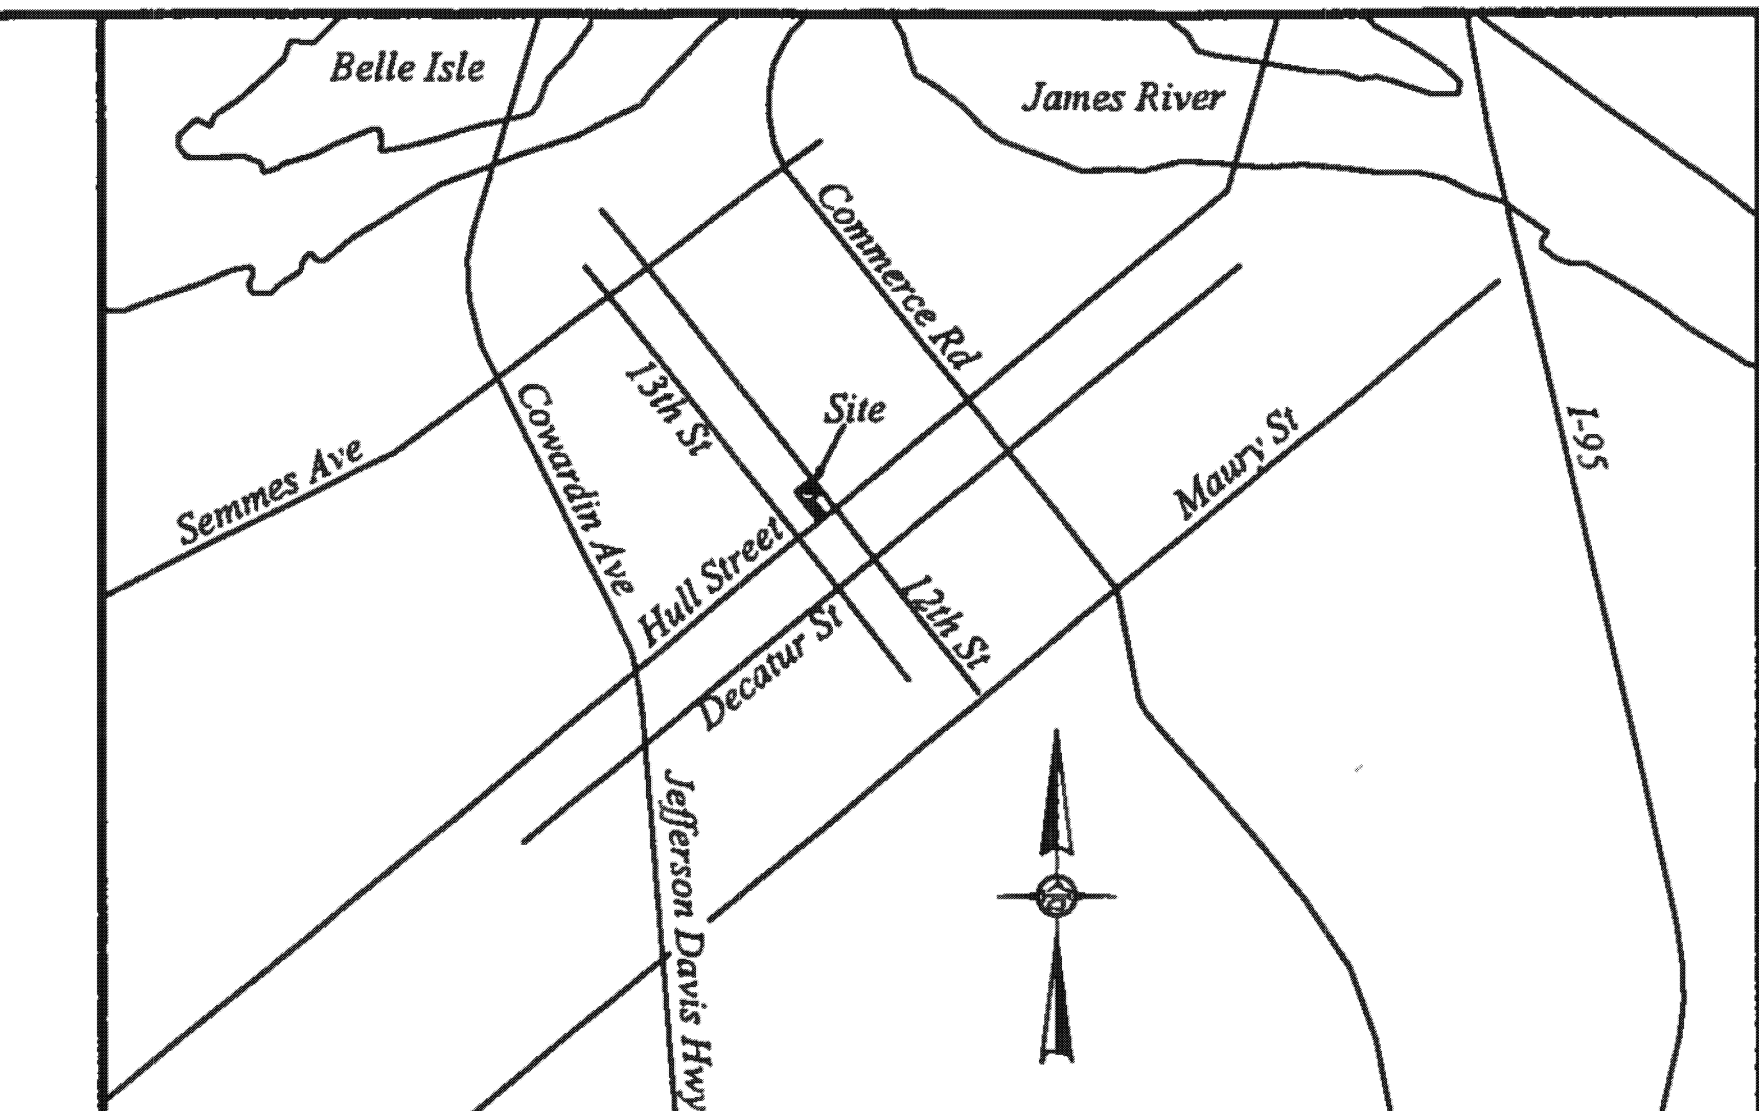 Belle Isle
James River
Commerce Rd
13th St
Site
Cowardin Ave
I-95
Maury St
Semmes Ave
Hull Street
12th St
Decatur St
Jefferson Davis Hwy